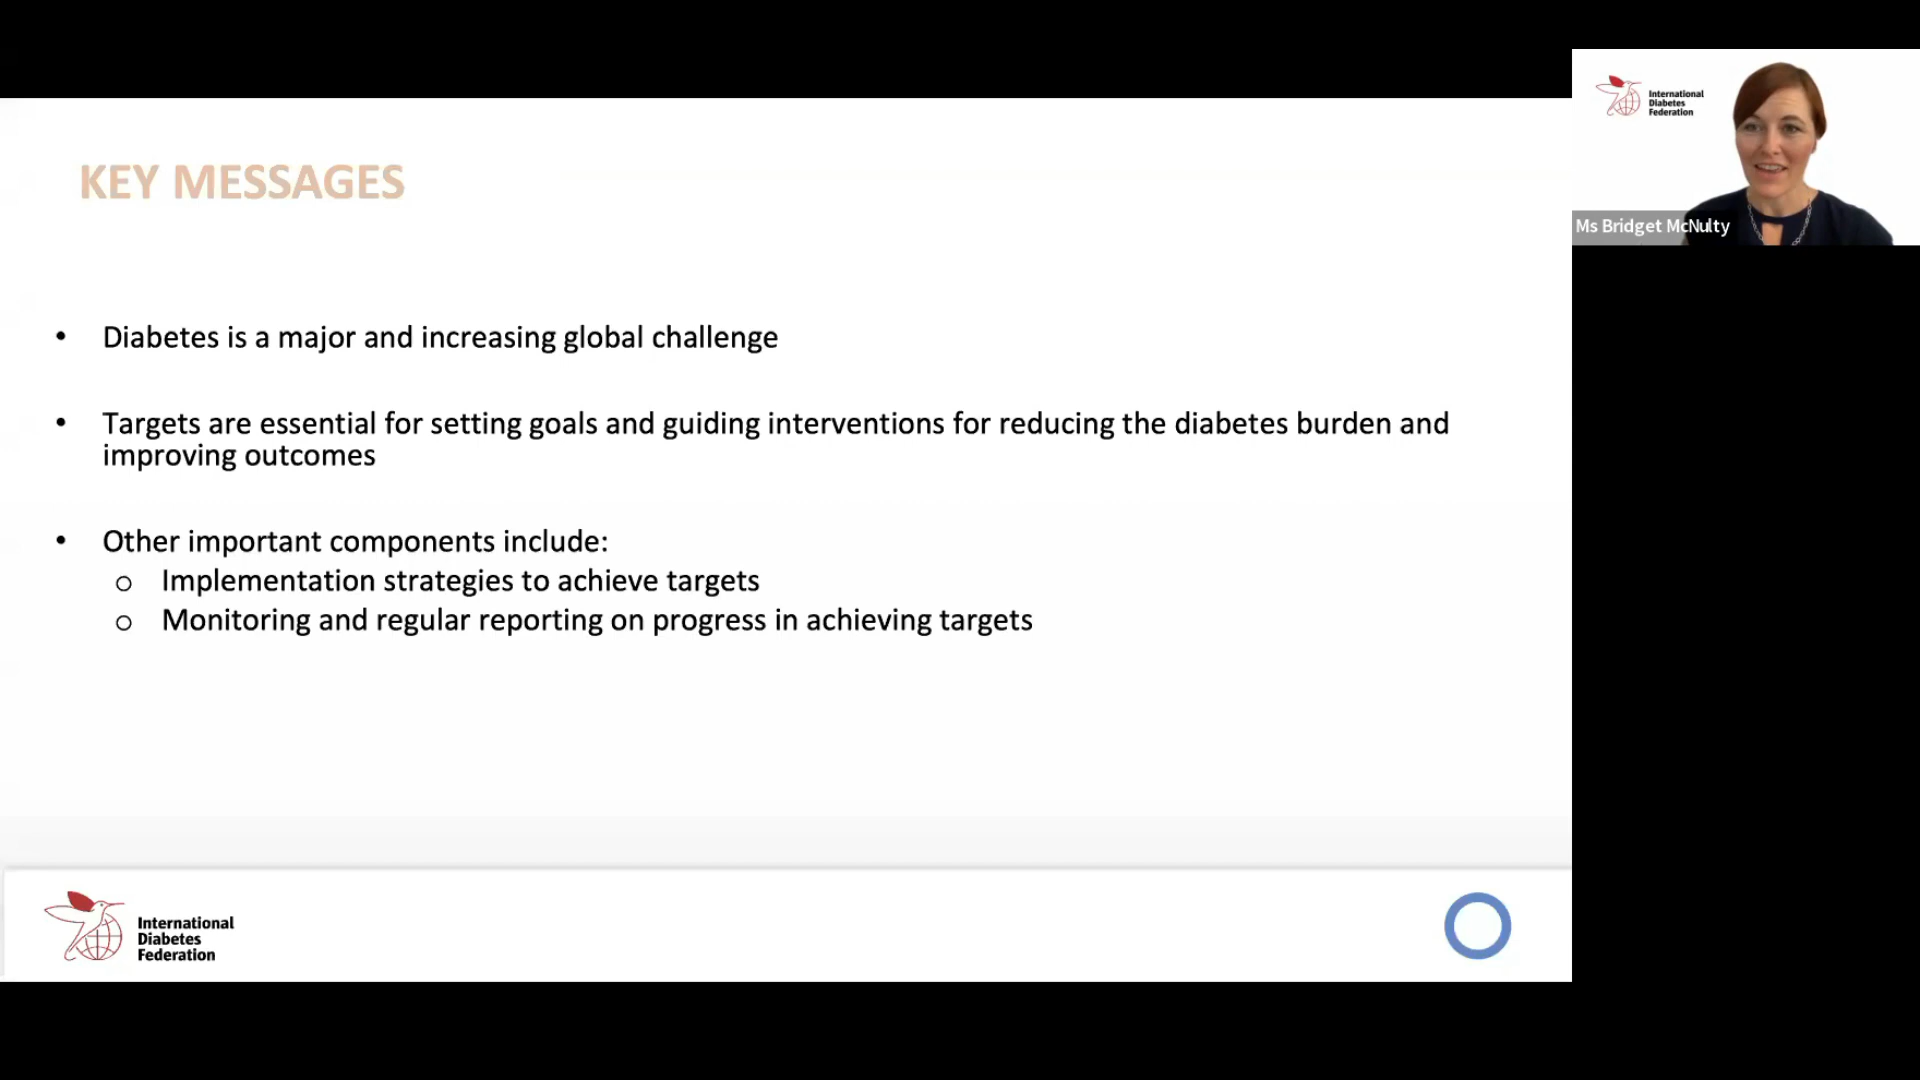 KEY MESSAGES
• Diabetes is a major and increasing global challenge
• Targets are essential for setting goals and guiding interventions for reducing the diabetes burden and
improving outcomes
• Other important components include:
o Implementation strategies to achieve targets
o Monitoring and regular reporting on progress in achieving targets
International
Diabetes
Federation
International
Diabetes
Federation
Ms Bridget McNulty